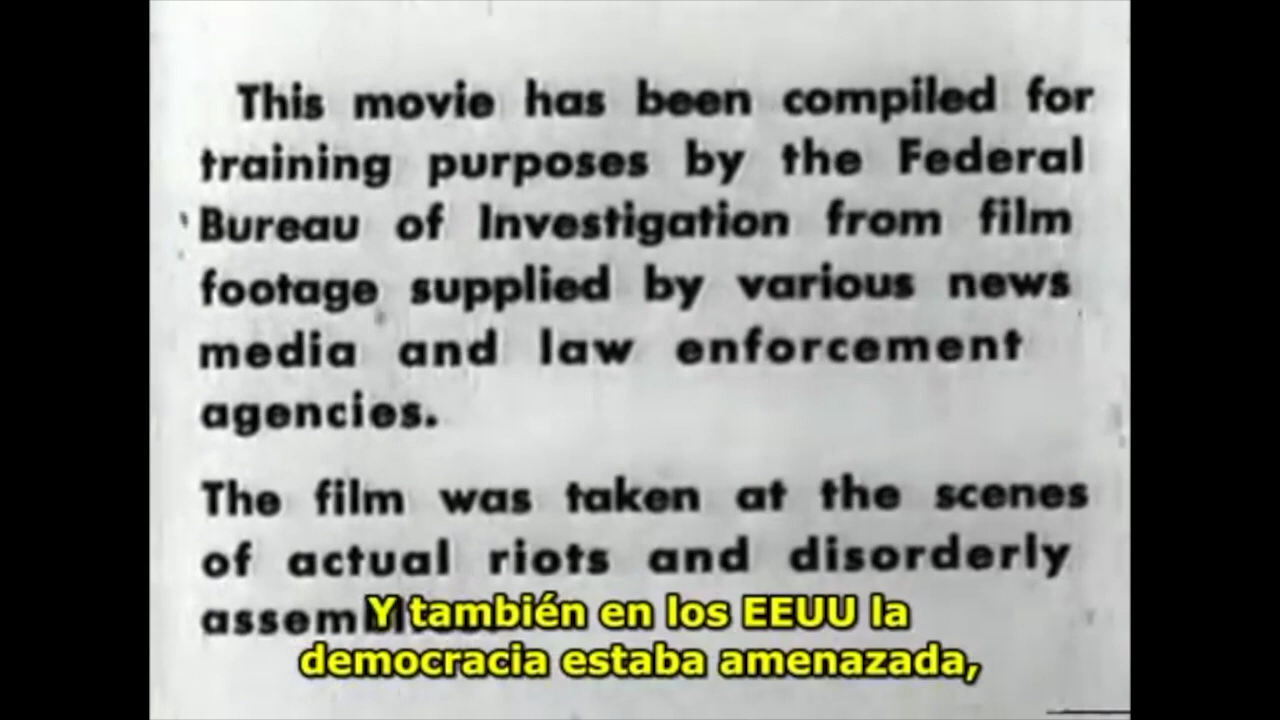 This movie has been compiled for
training purposes by the Federal
Bureau of Investigation from film
footage supplied by various news
media and law enforcement
agencies.
The film was taken at the scenes
of actual riots and disorderly
Y también en los EEUU la
democracia estaba amenazada,